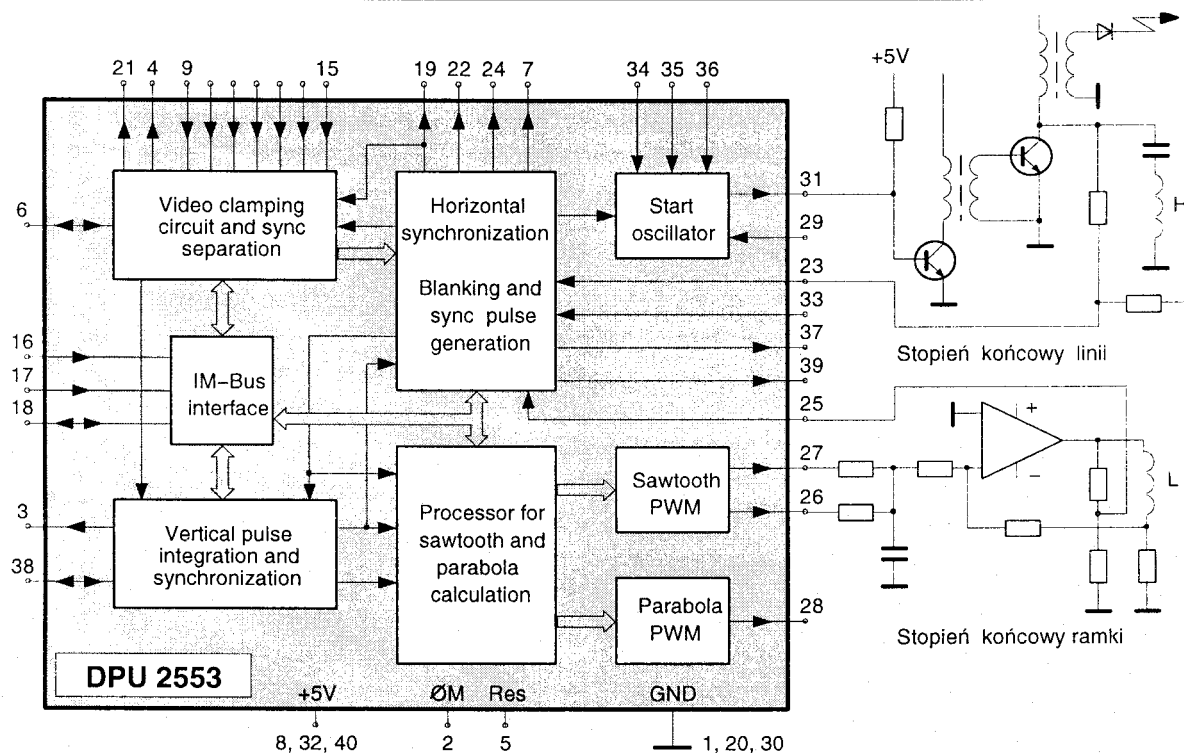 +5V
21 4 9 15 19 22 24 7 34 35 36
Video clamping
circuit and sync
separation
Horizontal
synchronization
Blanking and
sync pulse
generation
Start
oscillator
6
31
29
23
33
37
39
25
Stopień końcowy linii
16
17
18
IM-Bus
interface
27
26
+
−
L
Sawtooth
PWM
3
38
Vertical pulse
integration and
synchronization
Processor for
sawtooth and
parabola
calculation
Parabola
PWM
28
Stopień końcowy ramki
DPU 2553
+5V ØM Res GND
8, 32, 40 2 5 1, 20, 30